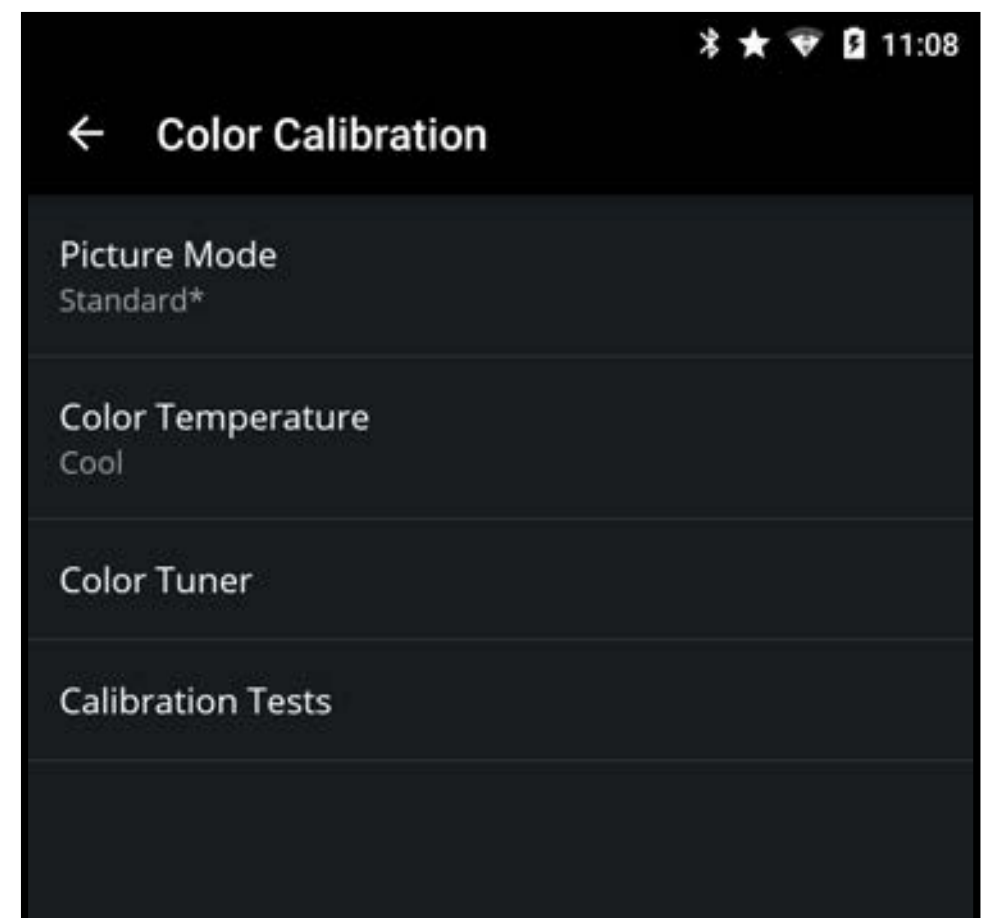 11:08
Color Calibration
Picture Mode
Standard*
Color Temperature
Cool
Color Tuner
Calibration Tests